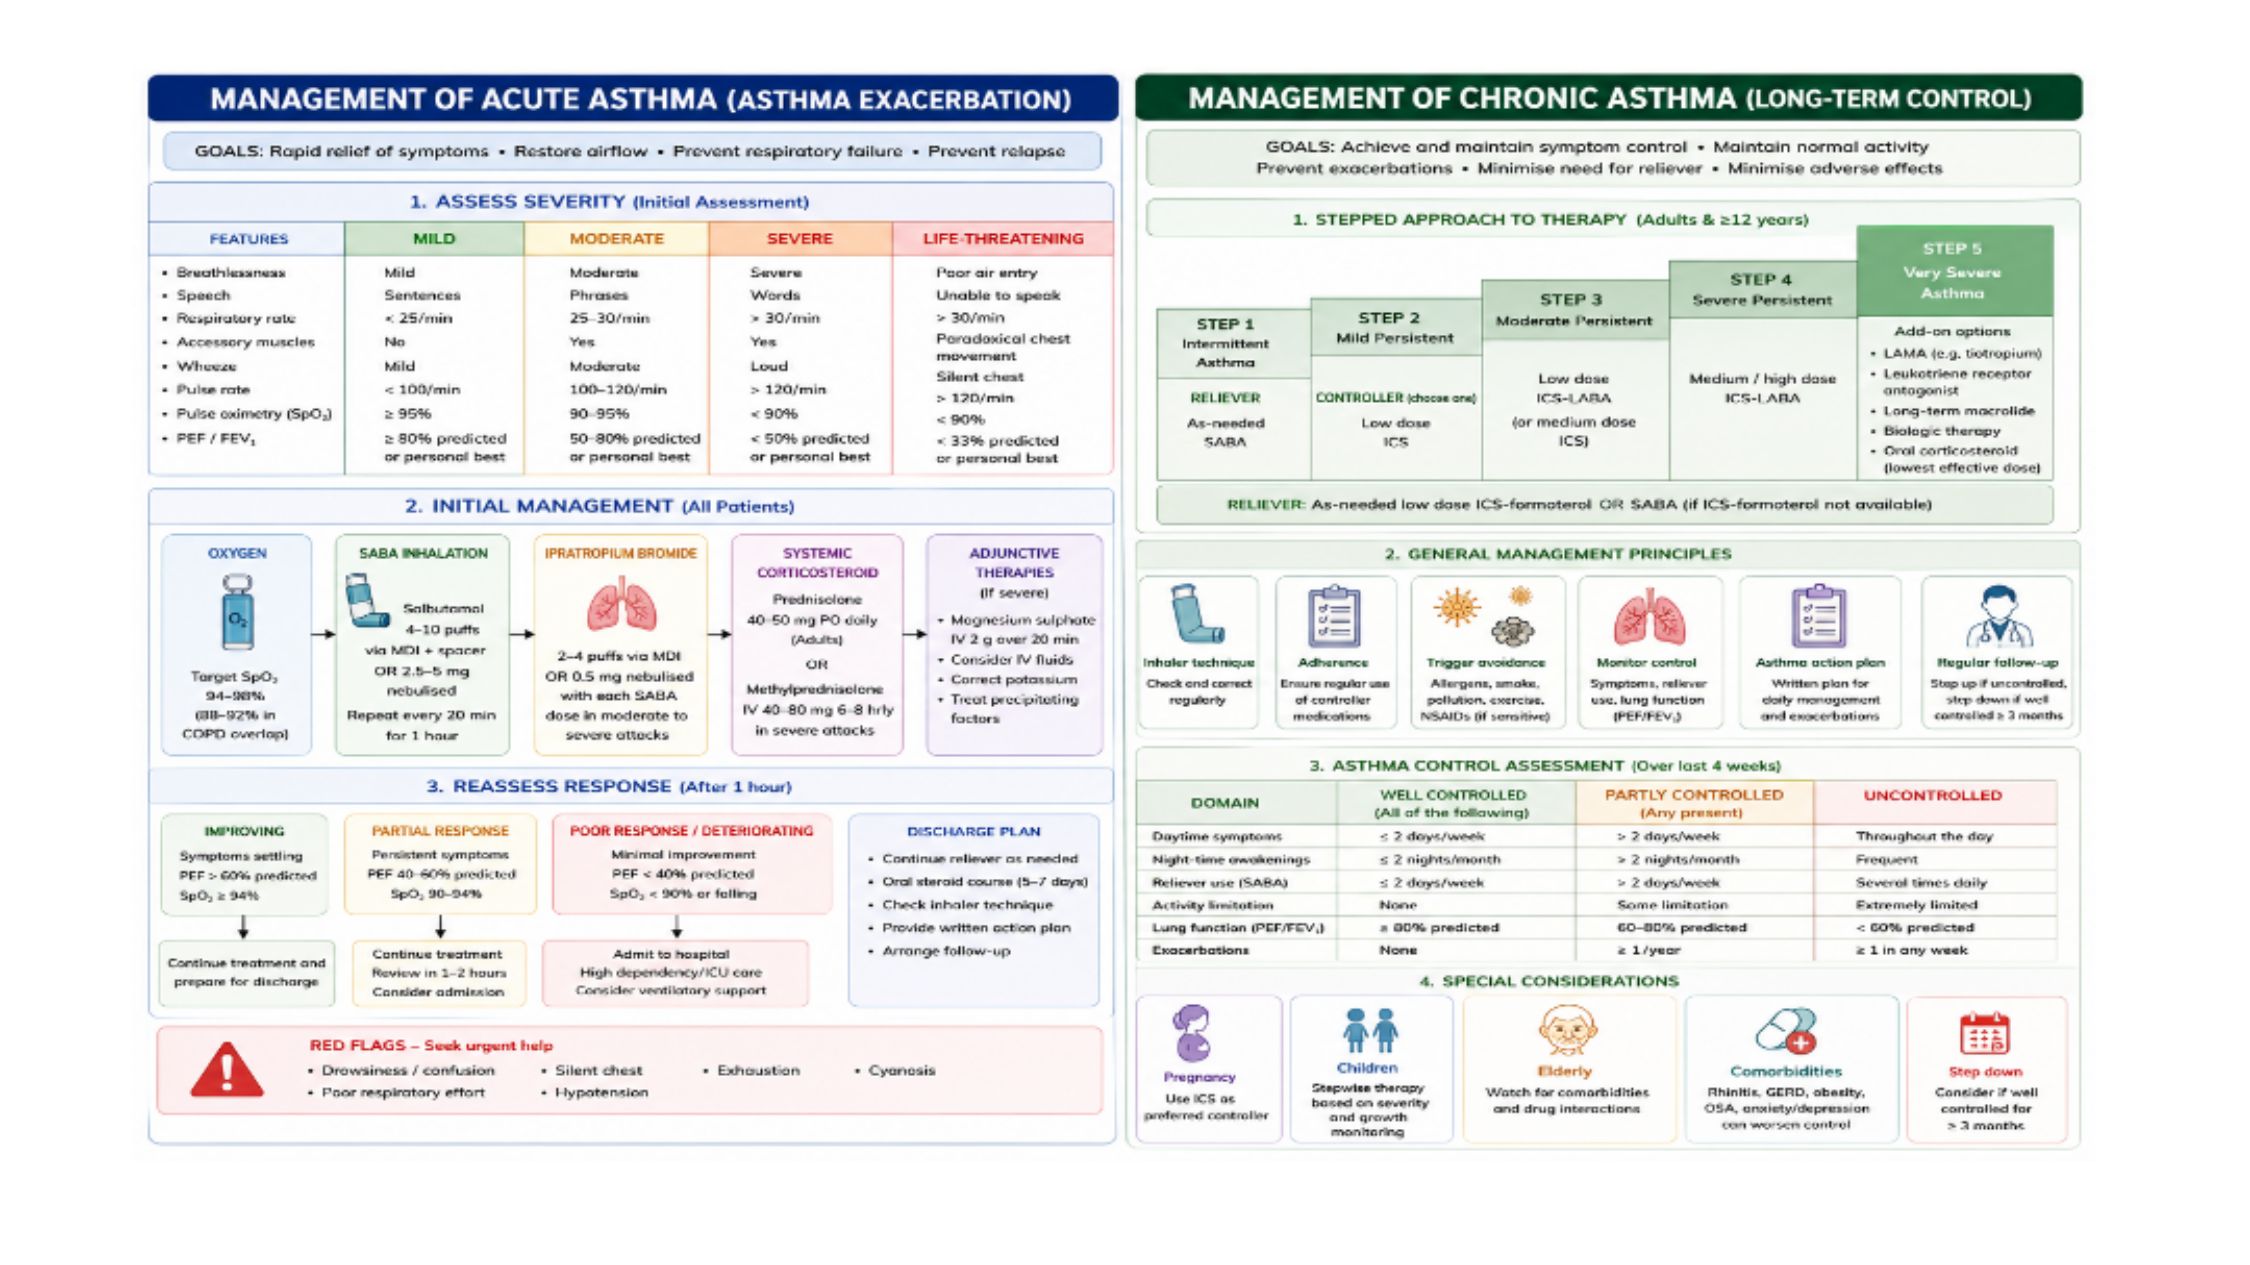 MANAGEMENT OF ACUTE ASTHMA (ASTHMA EXACERBATION)
GOALS: Rapid relief of symptoms • Restore airflow • Prevent respiratory failure • Prevent relapse
1. ASSESS SEVERITY (Initial Assessment)
FEATURES MILD MODERATE SEVERE LIFE-THREATENING
• Breathlessness Mild Moderate Severe Poor air entry
• Speech Sentences Phrases Words Unable to speak
• Respiratory rate < 25/min 25–30/min > 30/min > 30/min
• Accessory muscles No Yes Yes Paradoxical chest
movement
• Wheeze Mild Moderate Loud Silent chest
• Pulse rate < 100/min 100–120/min > 120/min > 120/min
• Pulse oximetry (SpO₂) ≥ 95% 90–95% < 90% < 90%
• PEF / FEV₁ ≥ 80% predicted 50–80% predicted < 50% predicted < 33% predicted
or personal best or personal best or personal best or personal best
2. INITIAL MANAGEMENT (All Patients)
OXYGEN
O₂
Target SpO₂
94–98%
(88–92% in
COPD overlap)
SABA INHALATION
Salbutamol
4–10 puffs
via MDI + spacer
OR 2.5–5 mg
nebulised
Repeat every 20 min
for 1 hour
IPRATROPIUM BROMIDE
2–4 puffs via MDI
OR 0.5 mg nebulised
with each SABA
dose in moderate to
severe attacks
SYSTEMIC
CORTICOSTEROID
Prednisolone
40–50 mg PO daily
(Adults)
OR
Methylprednisolone
IV 40–80 mg 6–8 hrly
in severe attacks
ADJUNCTIVE
THERAPIES
(If severe)
• Magnesium sulphate
IV 2 g over 20 min
• Consider IV fluids
• Correct potassium
• Treat precipitating
factors
3. REASSESS RESPONSE (After 1 hour)
IMPROVING
Symptoms settling
PEF > 60% predicted
SpO₂ ≥ 94%
Continue treatment and
prepare for discharge
PARTIAL RESPONSE
Persistent symptoms
PEF 40–60% predicted
SpO₂ 90–94%
Continue treatment
Review in 1–2 hours
Consider admission
POOR RESPONSE / DETERIORATING
Minimal improvement
PEF < 40% predicted
SpO₂ < 90% or falling
Admit to hospital
High dependency/ICU care
Consider ventilatory support
DISCHARGE PLAN
• Continue reliever as needed
• Oral steroid course (5–7 days)
• Check inhaler technique
• Provide written action plan
• Arrange follow-up
RED FLAGS – Seek urgent help
• Drowsiness / confusion • Silent chest • Exhaustion • Cyanosis
• Poor respiratory effort • Hypotension
MANAGEMENT OF CHRONIC ASTHMA (LONG-TERM CONTROL)
GOALS: Achieve and maintain symptom control • Maintain normal activity
Prevent exacerbations • Minimise need for reliever • Minimise adverse effects
1. STEPPED APPROACH TO THERAPY (Adults & ≥12 years)
STEP 1
Intermittent
Asthma
RELIEVER
As-needed
SABA
STEP 2
Mild Persistent
CONTROLLER (choose one)
Low dose
ICS
STEP 3
Moderate Persistent
Low dose
ICS-LABA
(or medium dose
ICS)
STEP 4
Severe Persistent
Medium / high dose
ICS-LABA
STEP 5
Very Severe
Asthma
Add-on options
• LAMA (e.g. tiotropium)
• Leukotriene receptor
antagonist
• Long-term macrolide
• Biologic therapy
• Oral corticosteroid
(lowest effective dose)
RELIEVER: As-needed low dose ICS-formoterol OR SABA (if ICS-formoterol not available)
2. GENERAL MANAGEMENT PRINCIPLES
Inhaler technique
Check and correct
regularly
Adherence
Ensure regular use
of controller
medications
Trigger avoidance
Allergens, smoke,
pollution, exercise,
NSAIDs (if sensitive)
Monitor control
Symptoms, reliever
use, lung function
(PEF/FEV₁)
Asthma action plan
Written plan for
daily management
and exacerbations
Regular follow-up
Step up if uncontrolled,
step down if well
controlled ≥ 3 months
3. ASTHMA CONTROL ASSESSMENT (Over last 4 weeks)
DOMAIN WELL CONTROLLED PARTLY CONTROLLED UNCONTROLLED
(All of the following) (Any present)
Daytime symptoms ≤ 2 days/week > 2 days/week Throughout the day
Night-time awakenings ≤ 2 nights/month > 2 nights/month Frequent
Reliever use (SABA) ≤ 2 days/week > 2 days/week Several times daily
Activity limitation None Some limitation Extremely limited
Lung function (PEF/FEV₁) ≥ 80% predicted 60–80% predicted < 60% predicted
Exacerbations None ≥ 1/year ≥ 1 in any week
4. SPECIAL CONSIDERATIONS
Pregnancy
Use ICS as
preferred controller
Children
Stepwise therapy
based on severity
and growth
monitoring
Elderly
Watch for comorbidities
and drug interactions
Comorbidities
Rhinitis, GERD, obesity,
OSA, anxiety/depression
can worsen control
Step down
Consider if well
controlled for
> 3 months